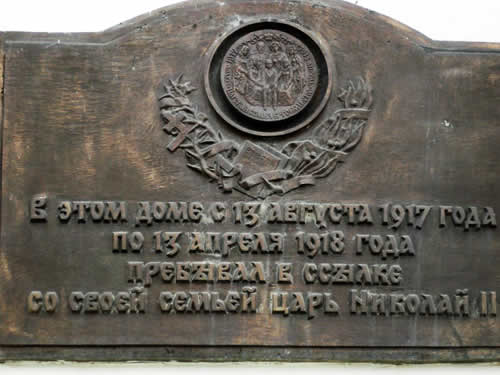 В ЭТОМ ДОМЕ С 13 АВГУСТА 1917 ГОДА
ПО 13 АПРЕЛЯ 1918 ГОДА
ПРЕБЫВАЛ В ССЫЛКЕ
СО СВОЕЙ СЕМЬЕЙ ЦАРЬ НИКОЛАЙ II